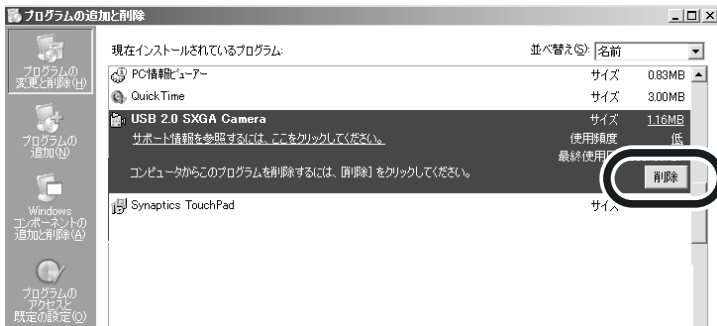 プログラムの追加と削除
プログラムの
変更と削除(H)
プログラムの
追加(N)
Windows
コンポーネントの
追加と削除(A)
プログラムの
アクセスと
既定の設定(O)
現在インストールされているプログラム:
並べ替え(S): 名前
PC情報ビューアー サイズ 0.83MB
QuickTime サイズ 3.00MB
USB 2.0 SXGA Camera サイズ 1.16MB
サポート情報を参照するには、ここをクリックしてください。 使用頻度 低
最終使用
コンピュータからこのプログラムを削除するには、[削除] をクリックしてください。 削除
Synaptics TouchPad サイズ